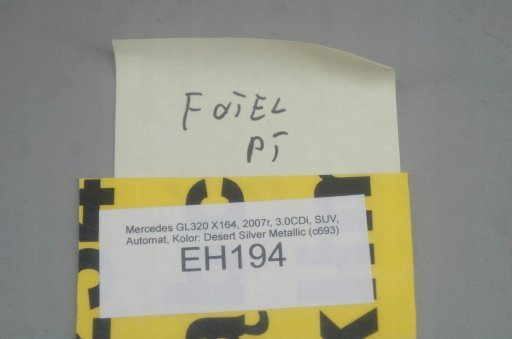 FOTEL
PT
Mercedes GL320 X164, 2007r, 3.0CDi, SUV,
Automat, Kolor: Desert Silver Metallic (c693)
EH194